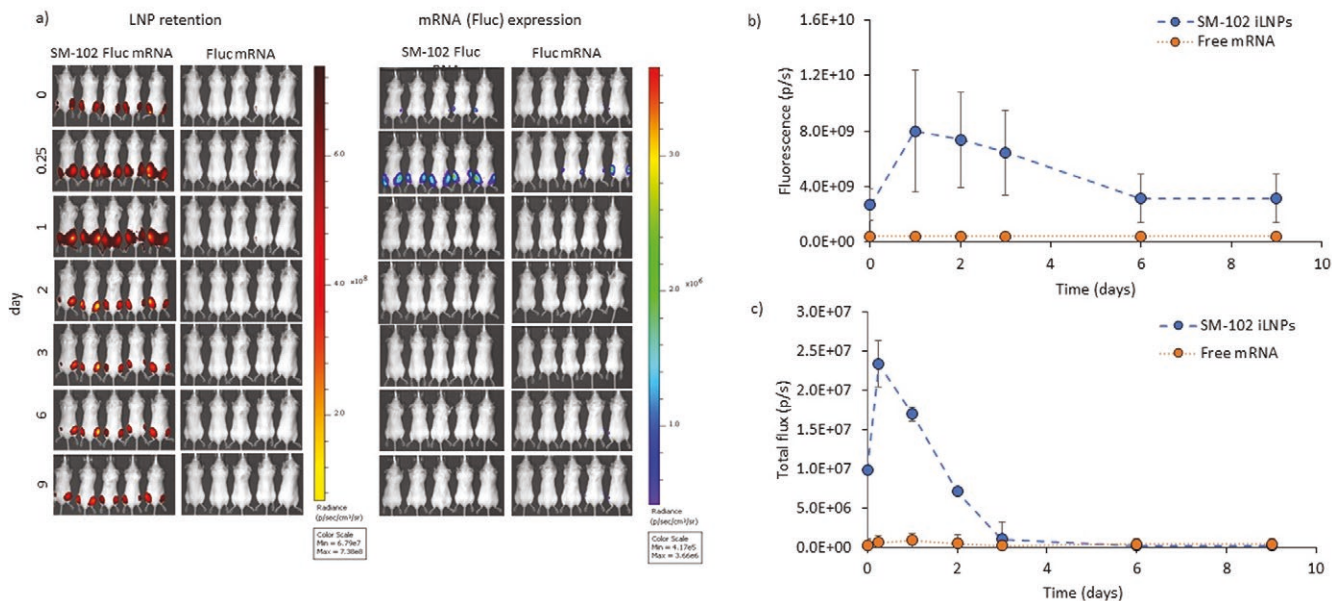 a)
LNP retention
mRNA (Fluc) expression
SM-102 Fluc mRNA
Fluc mRNA
SM-102 Fluc
Fluc mRNA
day
0
0.25
1
2
3
6
9
60
40
x10⁸
20
Radiance
(p/sec/cm²/sr)
Color Scale
Min = 6.79e7
Max = 7.38e8
3.0
2.0
x10⁶
1.0
Radiance
(p/sec/cm²/sr)
Color Scale
Min = 4.17e5
Max = 3.66e6
b)
SM-102 iLNPs
Free mRNA
Fluorescence (p/s)
1.6E+10
1.2E+10
8.0E+09
4.0E+09
0.0E+00
0 2 4 6 8 10
Time (days)
c)
SM-102 iLNPs
Free mRNA
Total flux (p/s)
3.0E+07
2.5E+07
2.0E+07
1.5E+07
1.0E+07
5.0E+06
0.0E+00
0 2 4 6 8 10
Time (days)